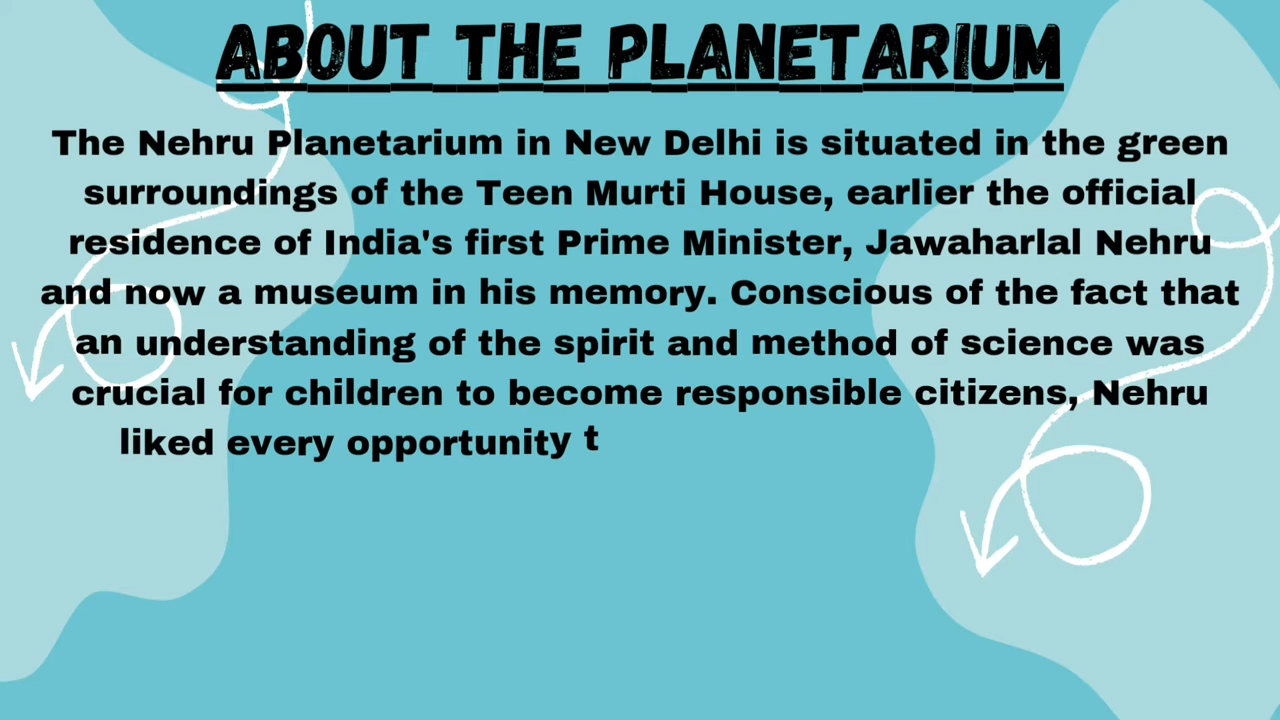 ABOUT THE PLANETARIUM
The Nehru Planetarium in New Delhi is situated in the green
surroundings of the Teen Murti House, earlier the official
residence of India's first Prime Minister, Jawaharlal Nehru
and now a museum in his memory. Conscious of the fact that
an understanding of the spirit and method of science was
crucial for children to become responsible citizens, Nehru
liked every opportunity t